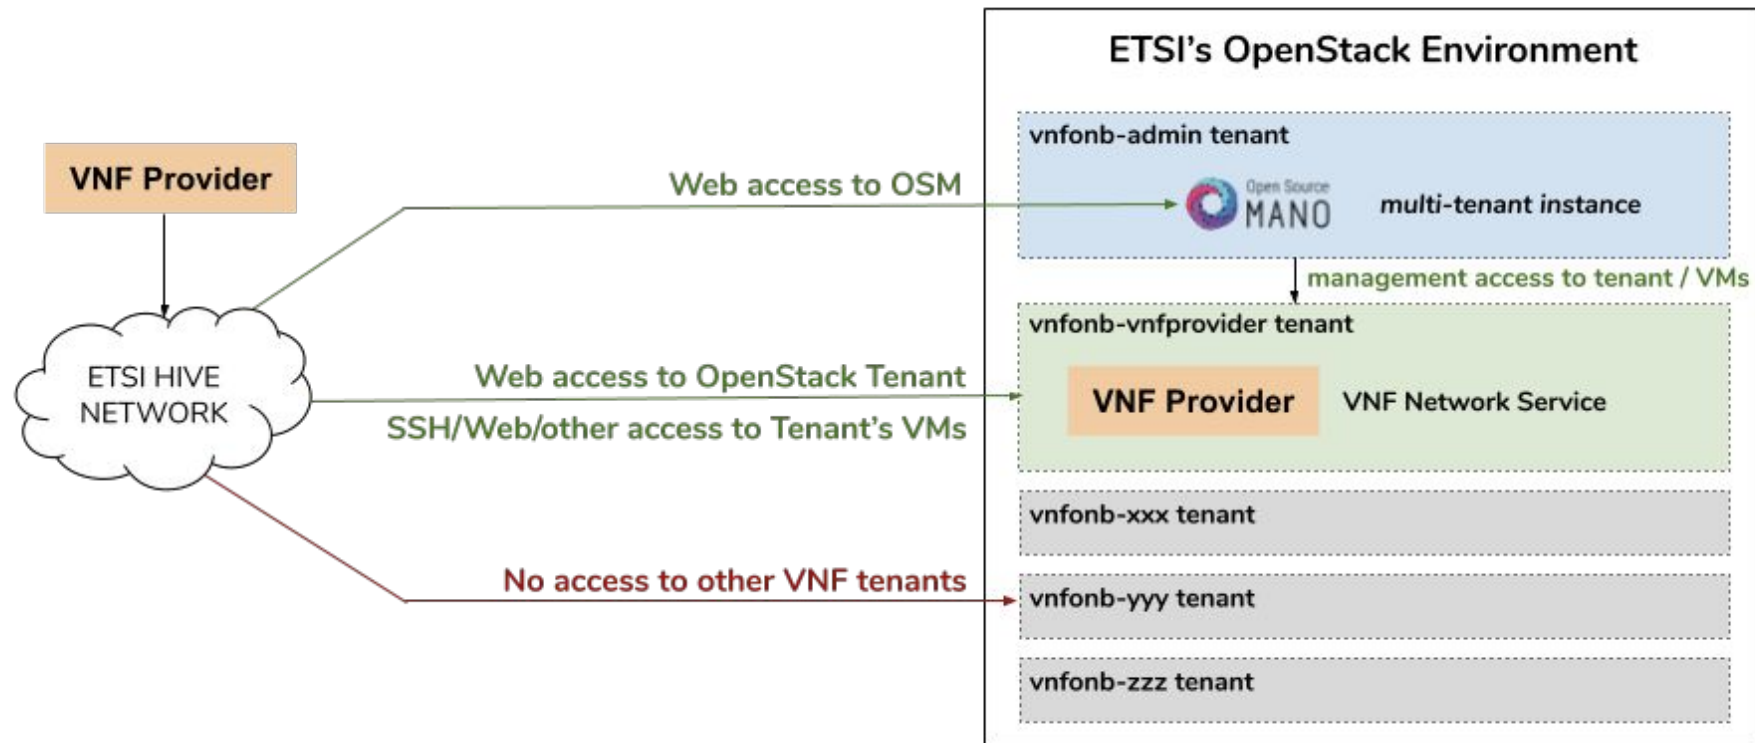 ETSI's OpenStack Environment
vnfonb-admin tenant
VNF Provider
Web access to OSM
Open Source
MANO
multi-tenant instance
management access to tenant / VMs
vnfonb-vnfprovider tenant
ETSI HIVE
NETWORK
Web access to OpenStack Tenant
SSH/Web/other access to Tenant's VMs
VNF Provider
VNF Network Service
vnfonb-xxx tenant
No access to other VNF tenants
vnfonb-yyy tenant
vnfonb-zzz tenant